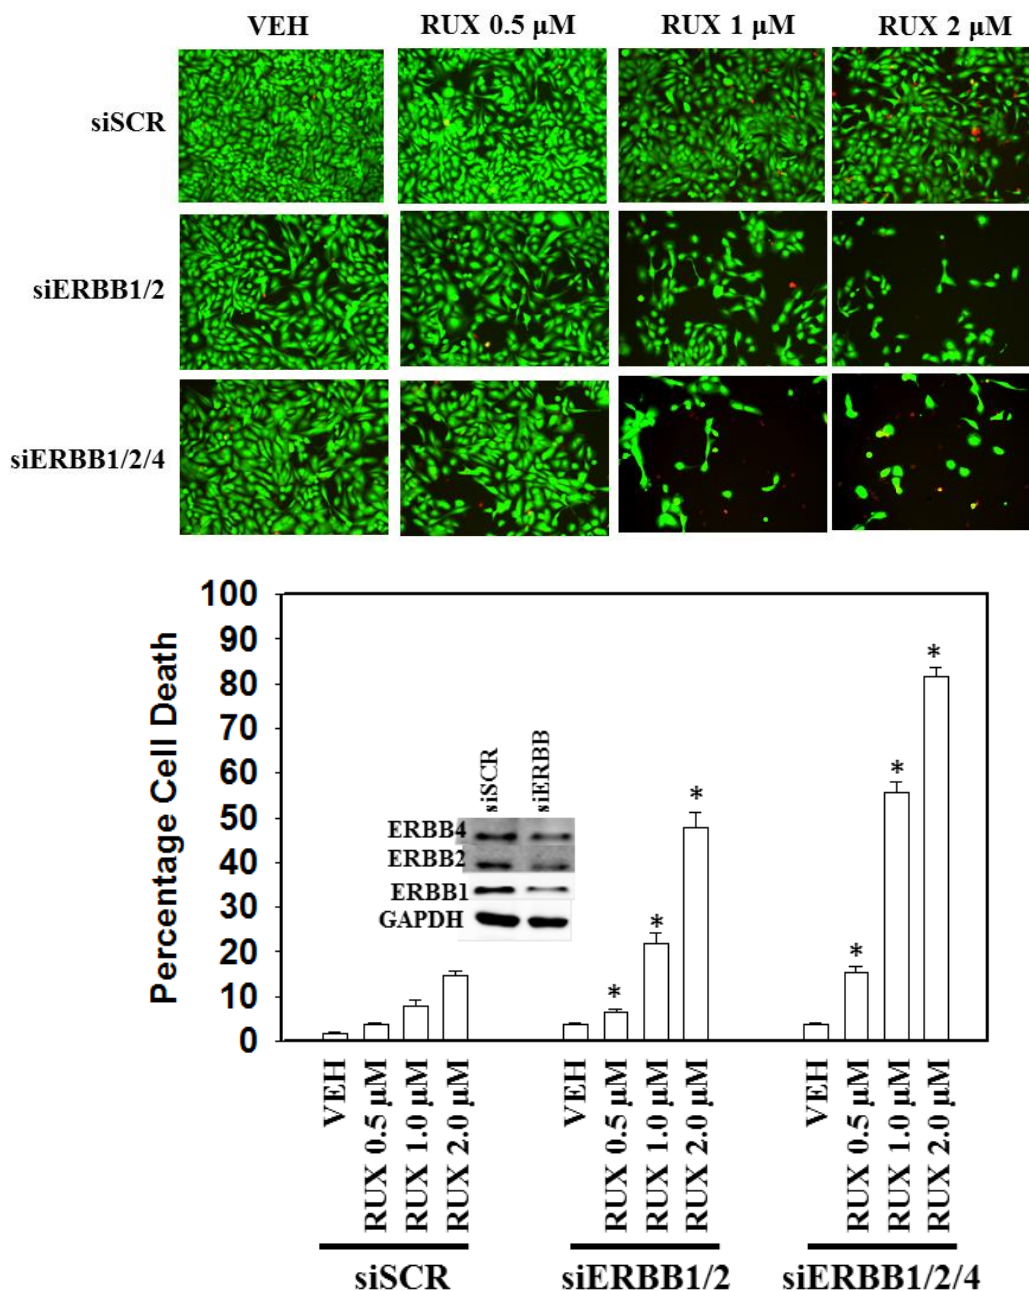 VEH RUX 0.5 µM RUX 1 µM RUX 2 µM
siSCR
siERBB1/2
siERBB1/2/4
Percentage Cell Death
100
90
80
70
60
50
40
30
20
10
0
siSCR siERBB
ERBB4
ERBB2
ERBB1
GAPDH
* * * * * *
VEH RUX 0.5 µM RUX 1.0 µM RUX 2.0 µM VEH RUX 0.5 µM RUX 1.0 µM RUX 2.0 µM VEH RUX 0.5 µM RUX 1.0 µM RUX 2.0 µM
siSCR siERBB1/2 siERBB1/2/4